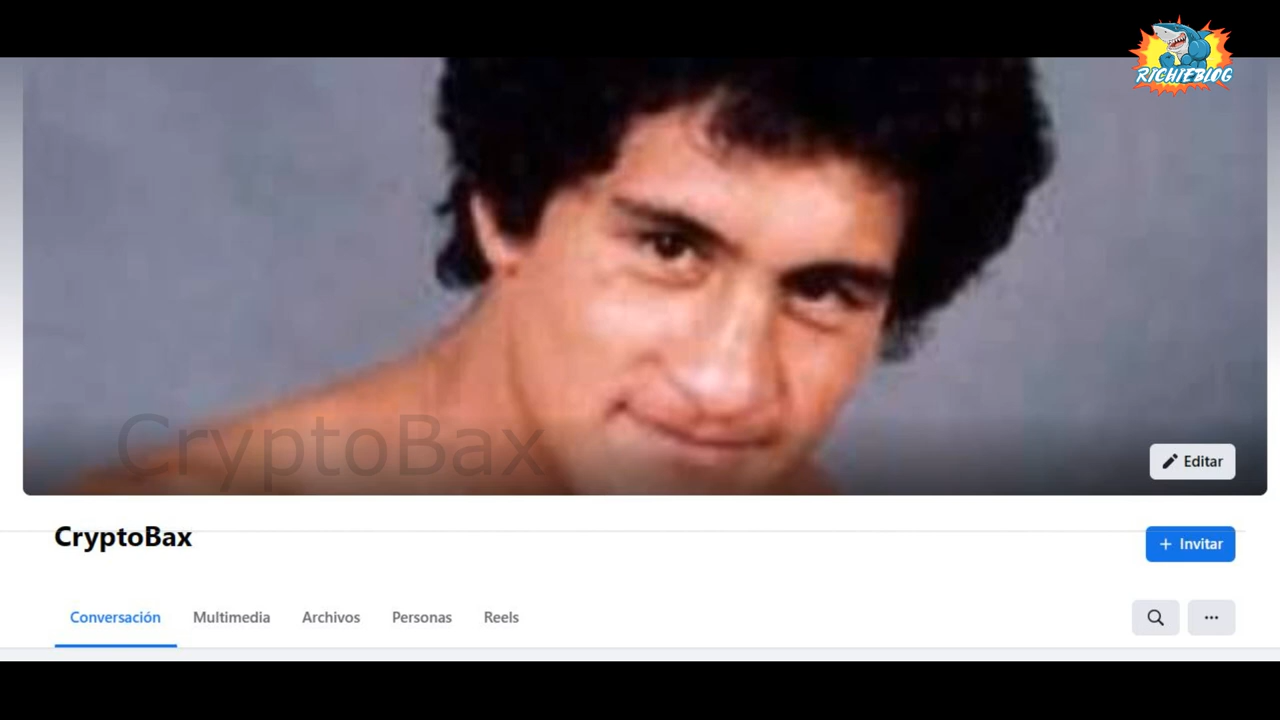 RICHIEBLOG
CryptoBax
Editar
CryptoBax
+ Invitar
Conversación Multimedia Archivos Personas Reels